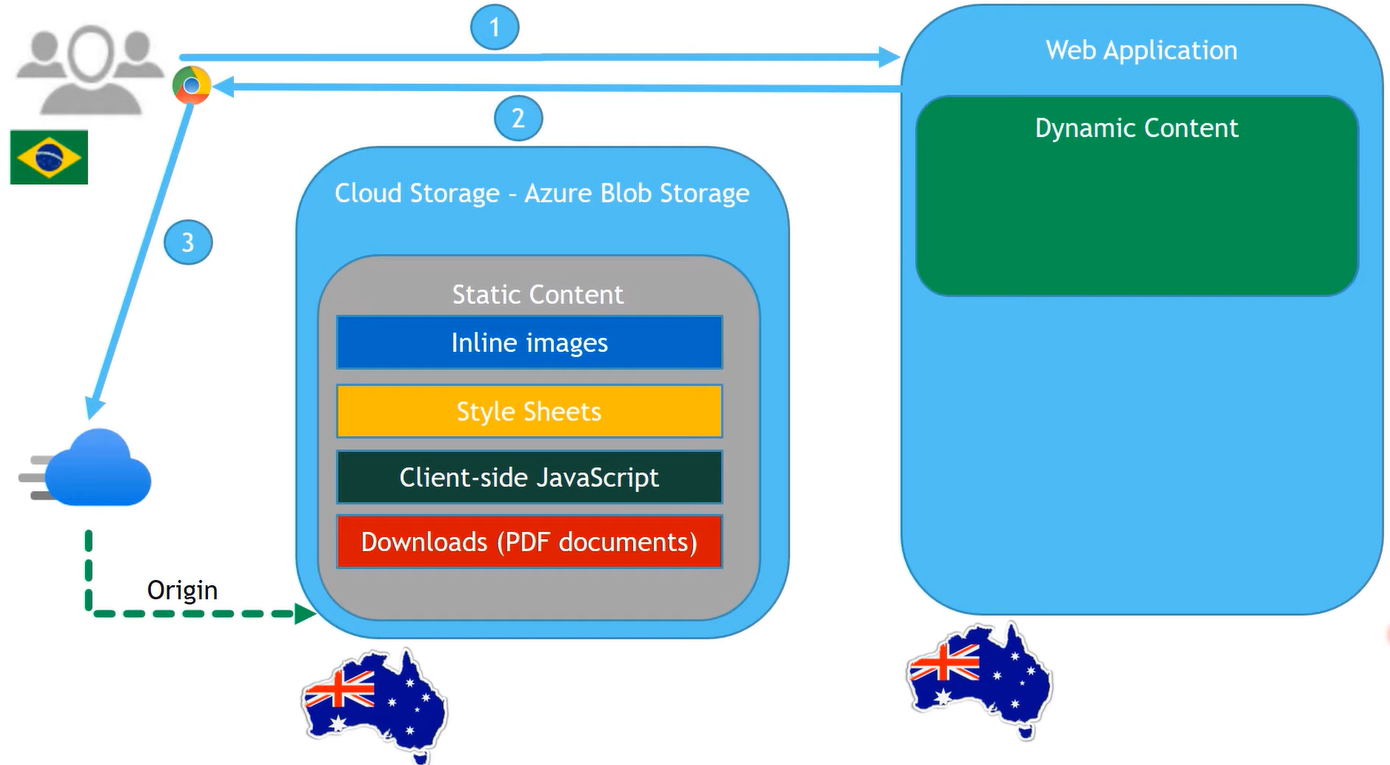 1
Web Application
2
Dynamic Content
Cloud Storage - Azure Blob Storage
3
Static Content
Inline images
Style Sheets
Client-side JavaScript
Downloads (PDF documents)
Origin